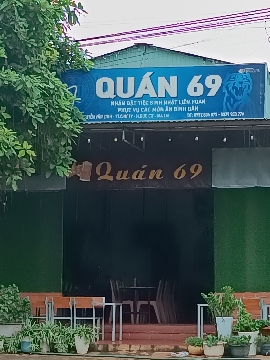 QUÁN 69
NHẬN ĐẶT TIỆC SINH NHẬT LIÊN HOAN
PHỤC VỤ CÁC MÓN ĂN BÌNH DÂN
Quán 69